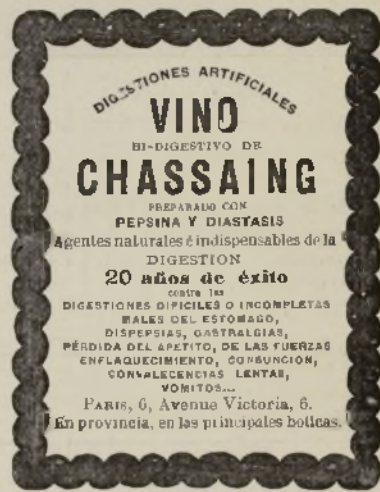 DIGESTIONES ARTIFICIALES
VINO
BI-DIGESTIVO DE
CHASSAING
PREPARADO CON
PEPSINA Y DIASTASIS
Agentes naturales é indispensables de la
DIGESTION
20 años de éxito
contra las
DIGESTIONES DIFICILES O INCOMPLETAS
MALES DEL ESTOMAGO,
DISPEPSIAS, GASTRALGIAS,
PÉRDIDA DEL APETITO, DE LAS FUERZAS
ENFLAQUECIMIENTO, CONSUNCION,
CONVALECENCIAS LENTAS,
VOMITOS...
PARIS, 6, Avenue Victoria, 6.
En provincia, en las principales boticas.